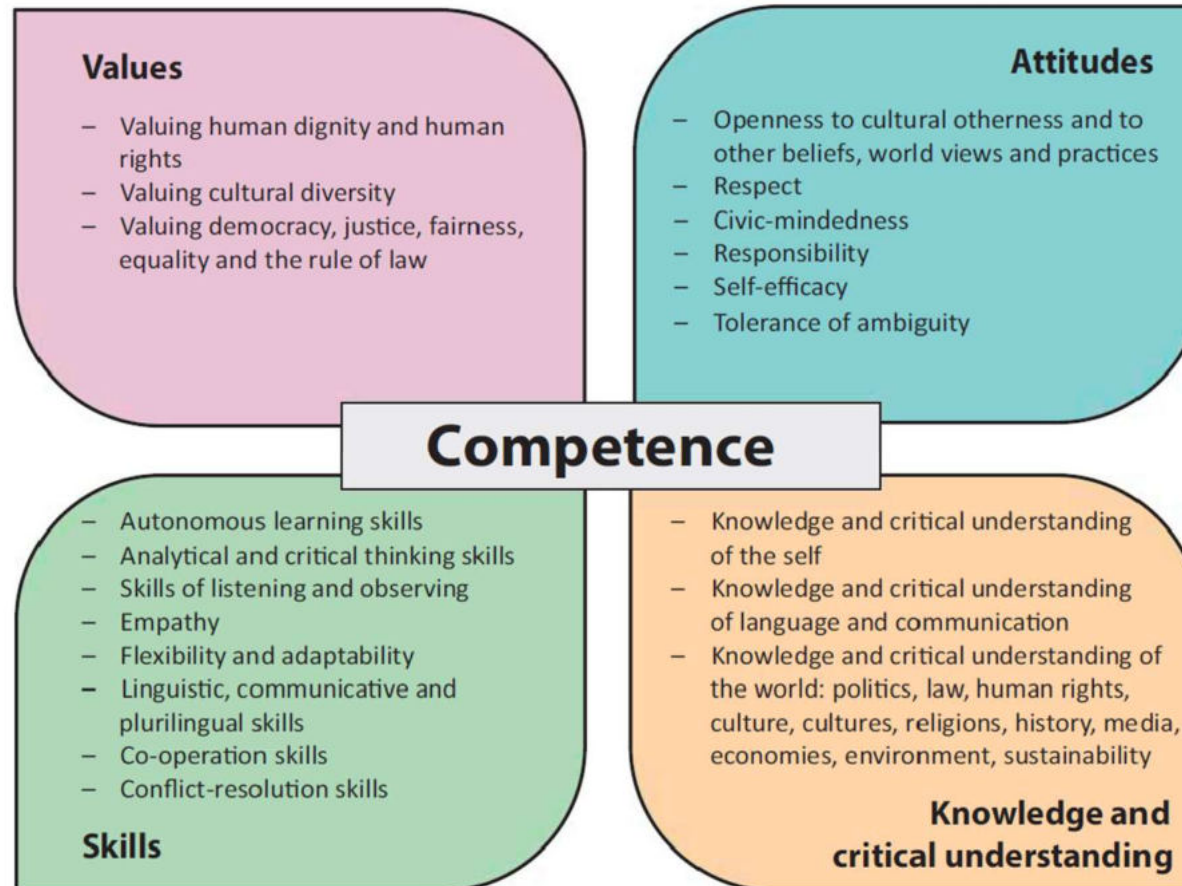 Values
– Valuing human dignity and human
rights
– Valuing cultural diversity
– Valuing democracy, justice, fairness,
equality and the rule of law
Attitudes
– Openness to cultural otherness and to
other beliefs, world views and practices
– Respect
– Civic-mindedness
– Responsibility
– Self-efficacy
– Tolerance of ambiguity
Competence
– Autonomous learning skills
– Analytical and critical thinking skills
– Skills of listening and observing
– Empathy
– Flexibility and adaptability
– Linguistic, communicative and
plurilingual skills
– Co-operation skills
– Conflict-resolution skills
Skills
– Knowledge and critical understanding
of the self
– Knowledge and critical understanding
of language and communication
– Knowledge and critical understanding of
the world: politics, law, human rights,
culture, cultures, religions, history, media,
economies, environment, sustainability
Knowledge and
critical understanding